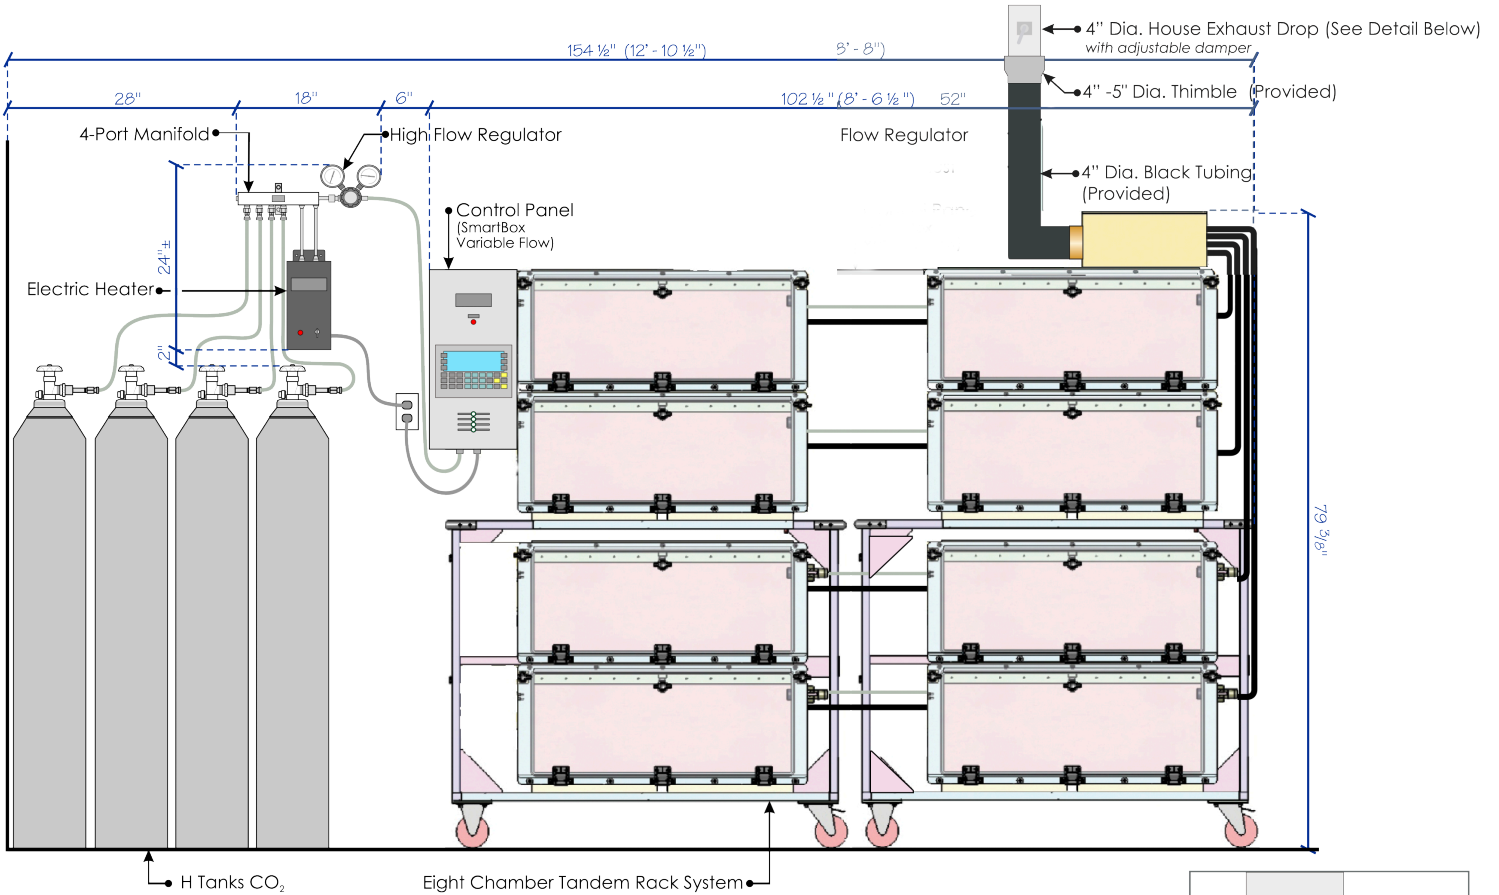 4” Dia. House Exhaust Drop (See Detail Below)
with adjustable damper
154 ½" (12' - 10 ½")
8' - 8")
4” -5" Dia. Thimble (Provided)
28"
18"
6"
102 ½" (8' - 6 ½")
52"
4-Port Manifold
High Flow Regulator
Flow Regulator
4” Dia. Black Tubing
(Provided)
Control Panel
(SmartBox
Variable Flow)
24"±
Electric Heater
2"
79 3/8"
H Tanks CO₂
Eight Chamber Tandem Rack System